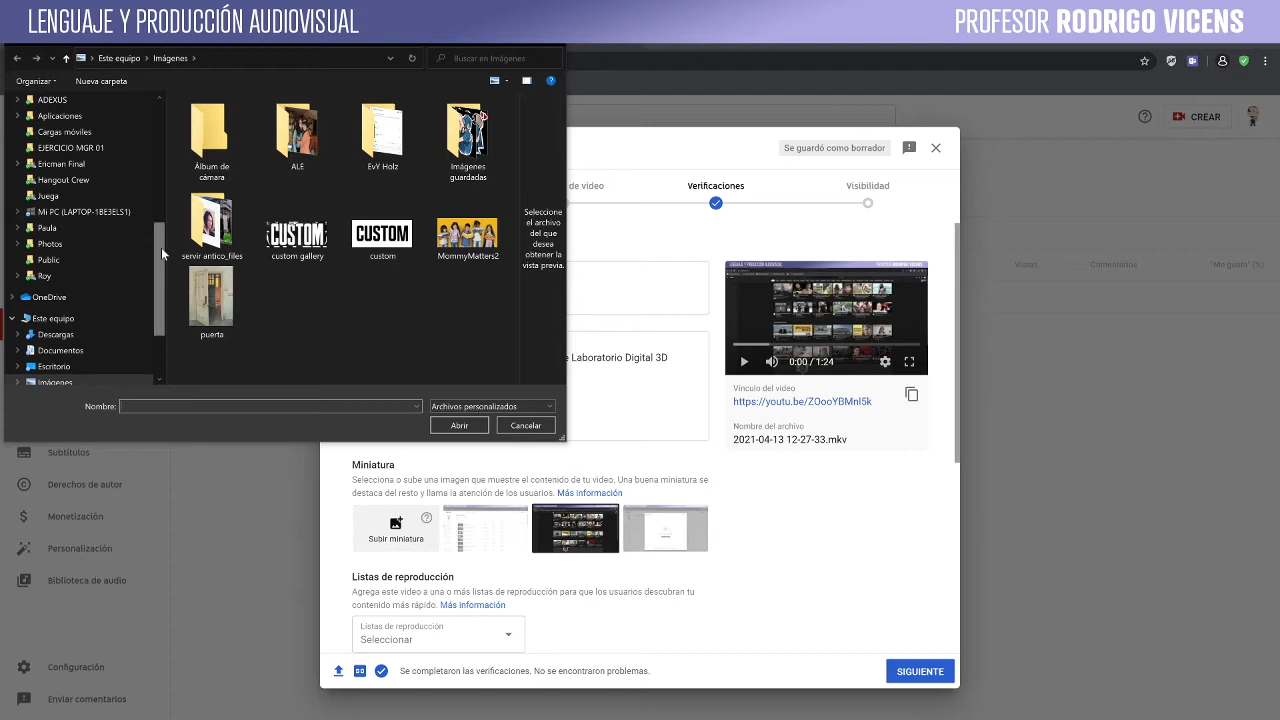 LENGUAJE Y PRODUCCIÓN AUDIOVISUAL
PROFESOR RODRIGO VICENS
Este equipo > Imágenes >
Buscar en Imágenes
Organizar
Nueva carpeta
ADEXUS
Aplicaciones
Cargas móviles
EJERCICIO MGR 01
Ericman Final
Hangout Crew
Juega
Mi PC (LAPTOP-1BE3ELS1)
Paula
Photos
Public
Roy
OneDrive
Este equipo
Descargas
Documentos
Escritorio
Imágenes
Álbum de
cámara
ALE
EvY Holz
Imágenes
guardadas
servir antico_files
CUSTOM
custom gallery
CUSTOM
custom
MommyMatters2
puerta
Seleccione
el archivo
del que
desea
obtener la
vista previa.
Nombre:
Archivos personalizados
Abrir
Cancelar
CREAR
Se guardó como borrador
de video
Verificaciones
Visibilidad
Vistas
Comentarios
"Me gusta" (%)
e Laboratorio Digital 3D
0:00 / 1:24
Vínculo del video
https://youtu.be/ZOooYBMnl5k
Nombre del archivo
2021-04-13 12-27-33.mkv
Subtítulos
Derechos de autor
Monetización
Personalización
Biblioteca de audio
Configuración
Enviar comentarios
Miniatura
Selecciona o sube una imagen que muestre el contenido de tu video. Una buena miniatura se
destaca del resto y llama la atención de los usuarios. Más información
Subir miniatura
Listas de reproducción
Agrega este video a una o más listas de reproducción para que los usuarios descubran tu
contenido más rápido. Más información
Listas de reproducción
Seleccionar
Se completaron las verificaciones. No se encontraron problemas.
SIGUIENTE